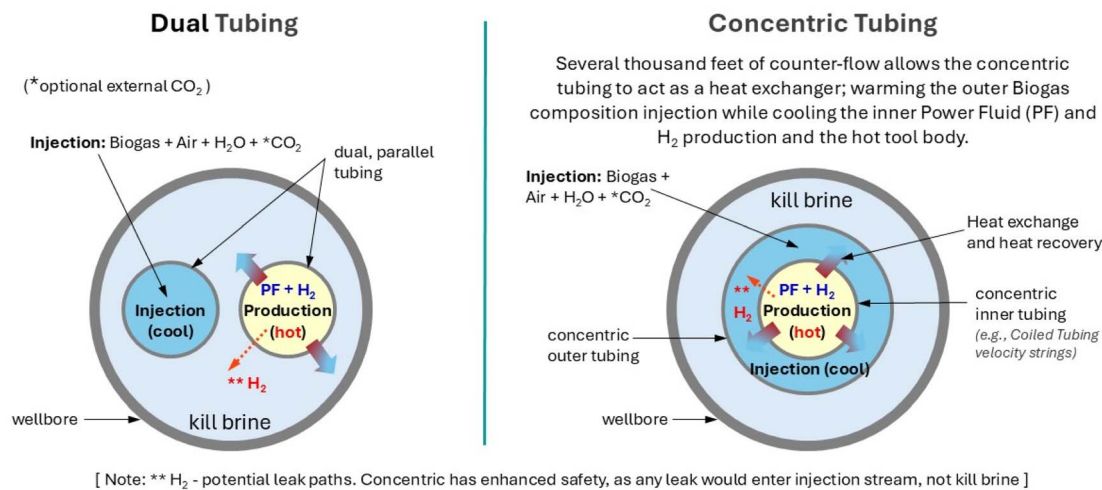 Dual Tubing
(*optional external CO₂)
Injection: Biogas + Air + H₂O + *CO₂
dual, parallel
tubing
Injection
(cool)
PF + H₂
Production
(hot)
** H₂
kill brine
wellbore
Concentric Tubing
Several thousand feet of counter-flow allows the concentric
tubing to act as a heat exchanger; warming the outer Biogas
composition injection while cooling the inner Power Fluid (PF) and
H₂ production and the hot tool body.
Injection: Biogas +
Air + H₂O + *CO₂
kill brine
Heat exchange
and heat recovery
**
H₂
PF + H₂
Production
(hot)
Injection (cool)
concentric
inner tubing
(e.g., Coiled Tubing
velocity strings)
concentric
outer tubing
wellbore
[ Note: ** H₂ - potential leak paths. Concentric has enhanced safety, as any leak would enter injection stream, not kill brine ]